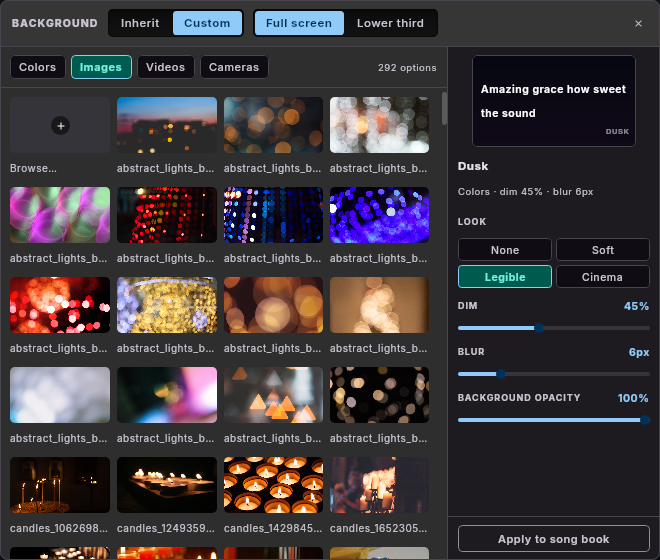 BACKGROUND Inherit Custom Full screen Lower third ×
Colors Images Videos Cameras 292 options
Amazing grace how sweet
the sound
DUSK
Browse... abstract_lights_b... abstract_lights_b... abstract_lights_b...
Dusk
Colors · dim 45% · blur 6px
LOOK
None Soft
abstract_lights_b... abstract_lights_b... abstract_lights_b... abstract_lights_b...
Legible Cinema
DIM 45%
abstract_lights_b... abstract_lights_b... abstract_lights_b... abstract_lights_b...
BLUR 6px
BACKGROUND OPACITY 100%
abstract_lights_b... abstract_lights_b... abstract_lights_b... abstract_lights_b...
candles_1062698... candles_1249359... candles_1429845... candles_1652305...
Apply to song book